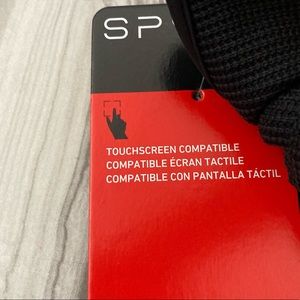 SP
TOUCHSCREEN COMPATIBLE
COMPATIBLE ÉCRAN TACTILE
COMPATIBLE CON PANTALLA TÁCTIL